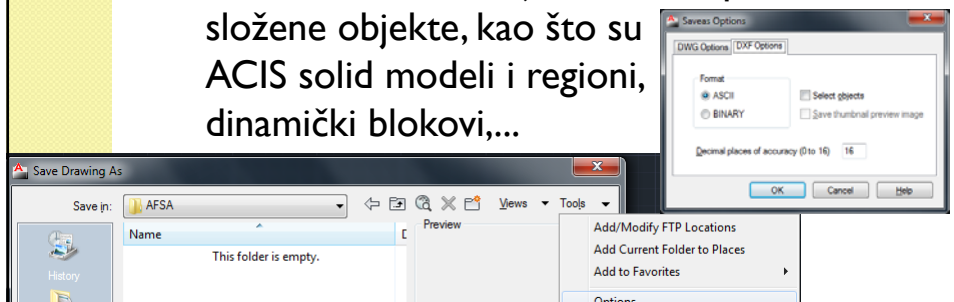 složene objekte, kao što su
ACIS solid modeli i regioni,
dinamički blokovi,...
Saveas Options
DWG Options DXF Options
Format
ASCII
BINARY
Select objects
Save thumbnail preview image
Decimal places of accuracy (0 to 16) 16
OK Cancel Help
Save Drawing As
Save in: AFSA Views Tools
Name
Preview
This folder is empty.
History
Add/Modify FTP Locations
Add Current Folder to Places
Add to Favorites
Options...